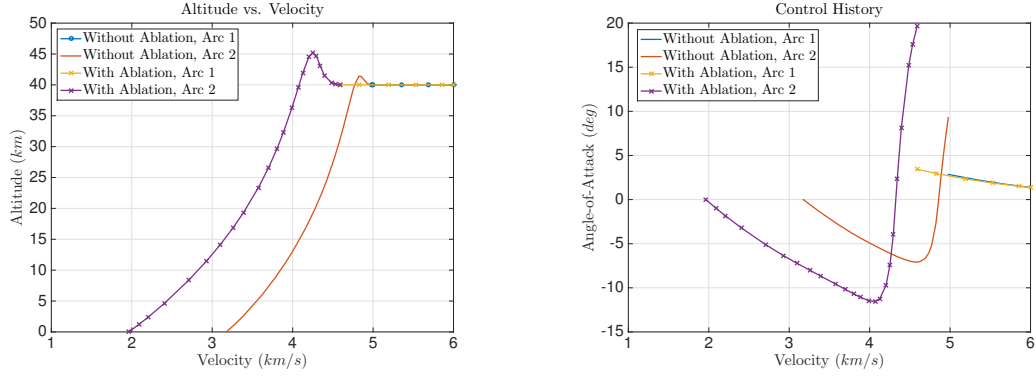 Altitude vs. Velocity
50
45
40
35
30
25
20
15
10
5
0
Altitude (km)
Without Ablation, Arc 1
Without Ablation, Arc 2
With Ablation, Arc 1
With Ablation, Arc 2
1 2 3 4 5 6
Velocity (km/s)
Control History
20
15
10
5
0
-5
-10
-15
Angle-of-Attack (deg)
Without Ablation, Arc 1
Without Ablation, Arc 2
With Ablation, Arc 1
With Ablation, Arc 2
1 2 3 4 5 6
Velocity (km/s)